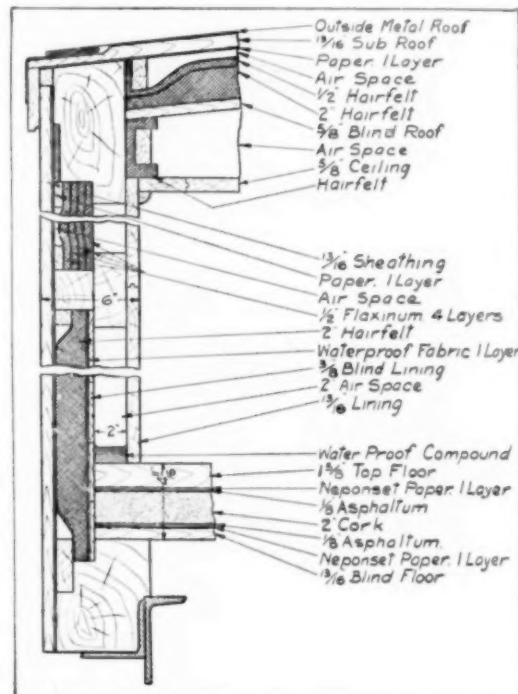 Outside Metal Roof
13/16" Sub Roof
Paper 1 Layer
Air Space
1/2" Hairfelt
2" Hairfelt
5/8" Blind Roof
Air Space
5/8" Ceiling
Hairfelt
13/16" Sheathing
Paper. 1 Layer
Air Space
1/2" Flaxinum 4 Layers
2" Hairfelt
Waterproof Fabric 1 Layer
3/8" Blind Lining
2" Air Space
13/16" Lining
Water Proof Compound
1 5/8" Top Floor
Neponset Paper. 1 Layer
1/8" Asphaltum
2" Cork
1/8" Asphaltum.
Neponset Paper. 1 Layer
13/16" Blind Floor
6"
2"